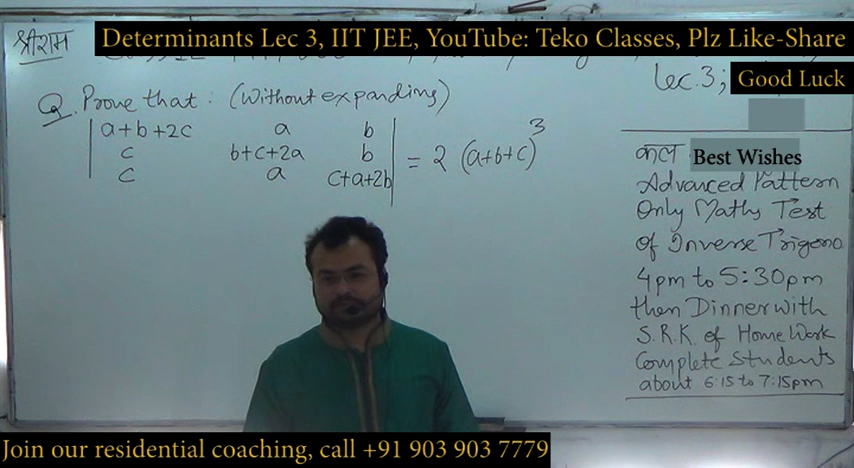 श्रीराम
Determinants Lec 3, IIT JEE, YouTube: Teko Classes, Plz Like-Share
Lec.3;
Good Luck
Q. Prove that : (Without expanding)
| a+b+2c a b |
| c b+c+2a b | = 2 (a+b+c)^3
| c a c+a+2b |
कल
Best Wishes
Advanced Pattern
Only Maths Test
of Inverse Trigono
4pm to 5:30pm
then Dinner with
S.R.K. of Home Work
Complete Students
about 6:15 to 7:15pm
Join our residential coaching, call +91 903 903 7779